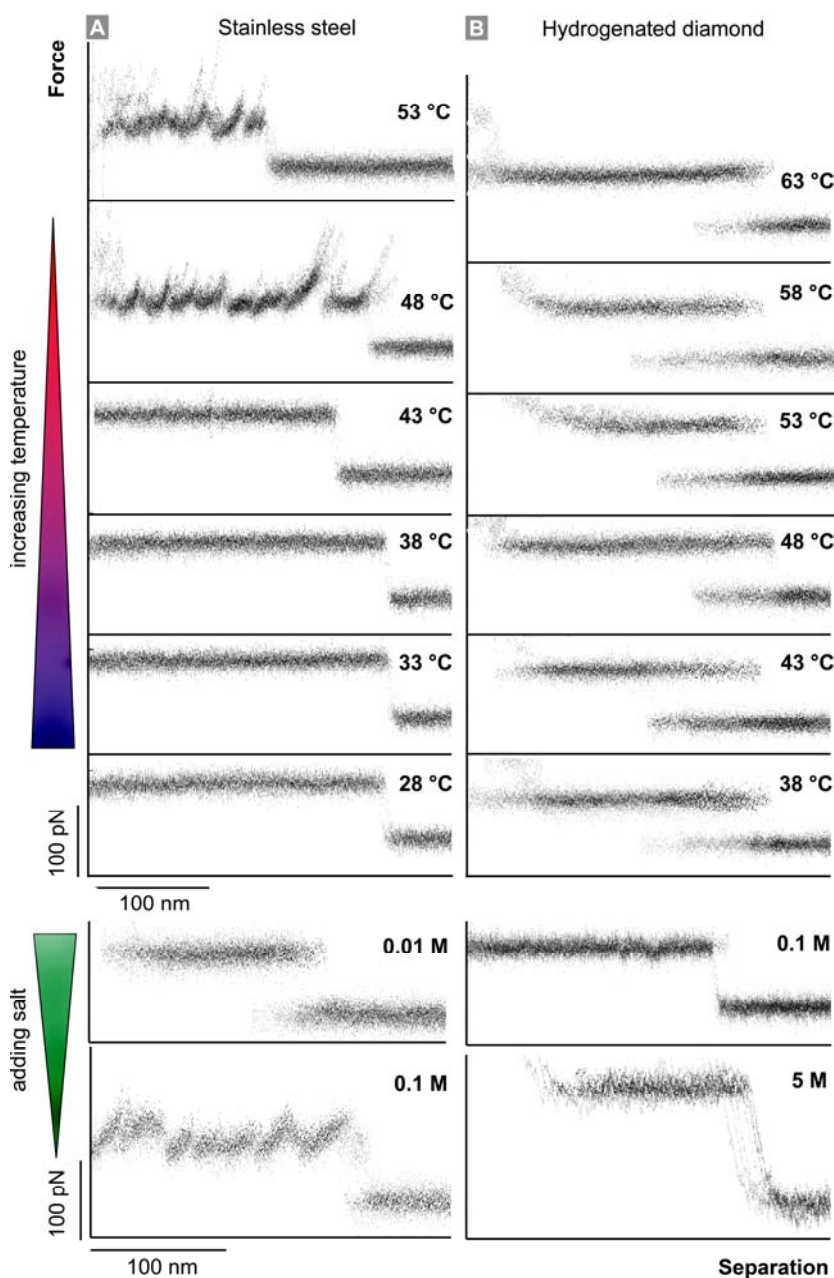 A Stainless steel
B Hydrogenated diamond
Force
53 °C
63 °C
48 °C
58 °C
43 °C
53 °C
38 °C
48 °C
33 °C
43 °C
28 °C
38 °C
increasing temperature
100 pN
100 nm
0.01 M
0.1 M
adding salt
0.1 M
5 M
100 pN
100 nm
Separation